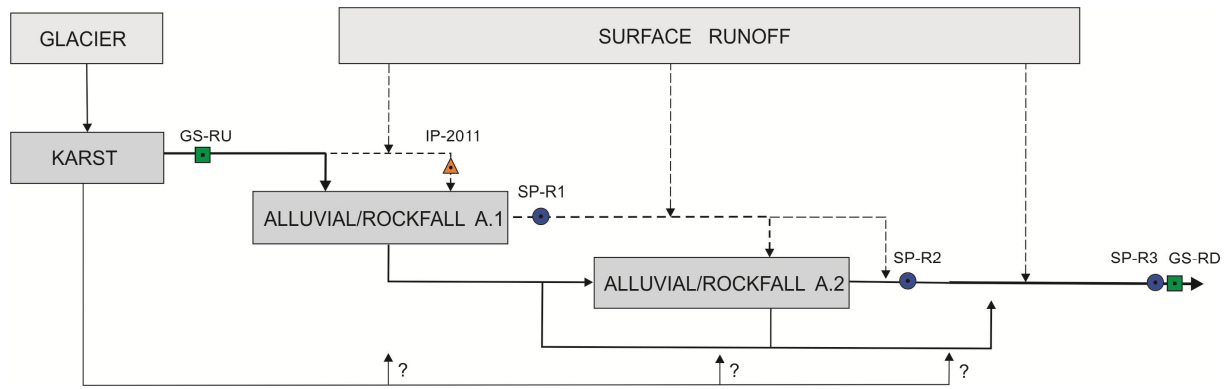 GLACIER
SURFACE RUNOFF
GS-RU
IP-2011
KARST
SP-R1
ALLUVIAL/ROCKFALL A.1
SP-R2
SP-R3 GS-RD
ALLUVIAL/ROCKFALL A.2
? ? ?